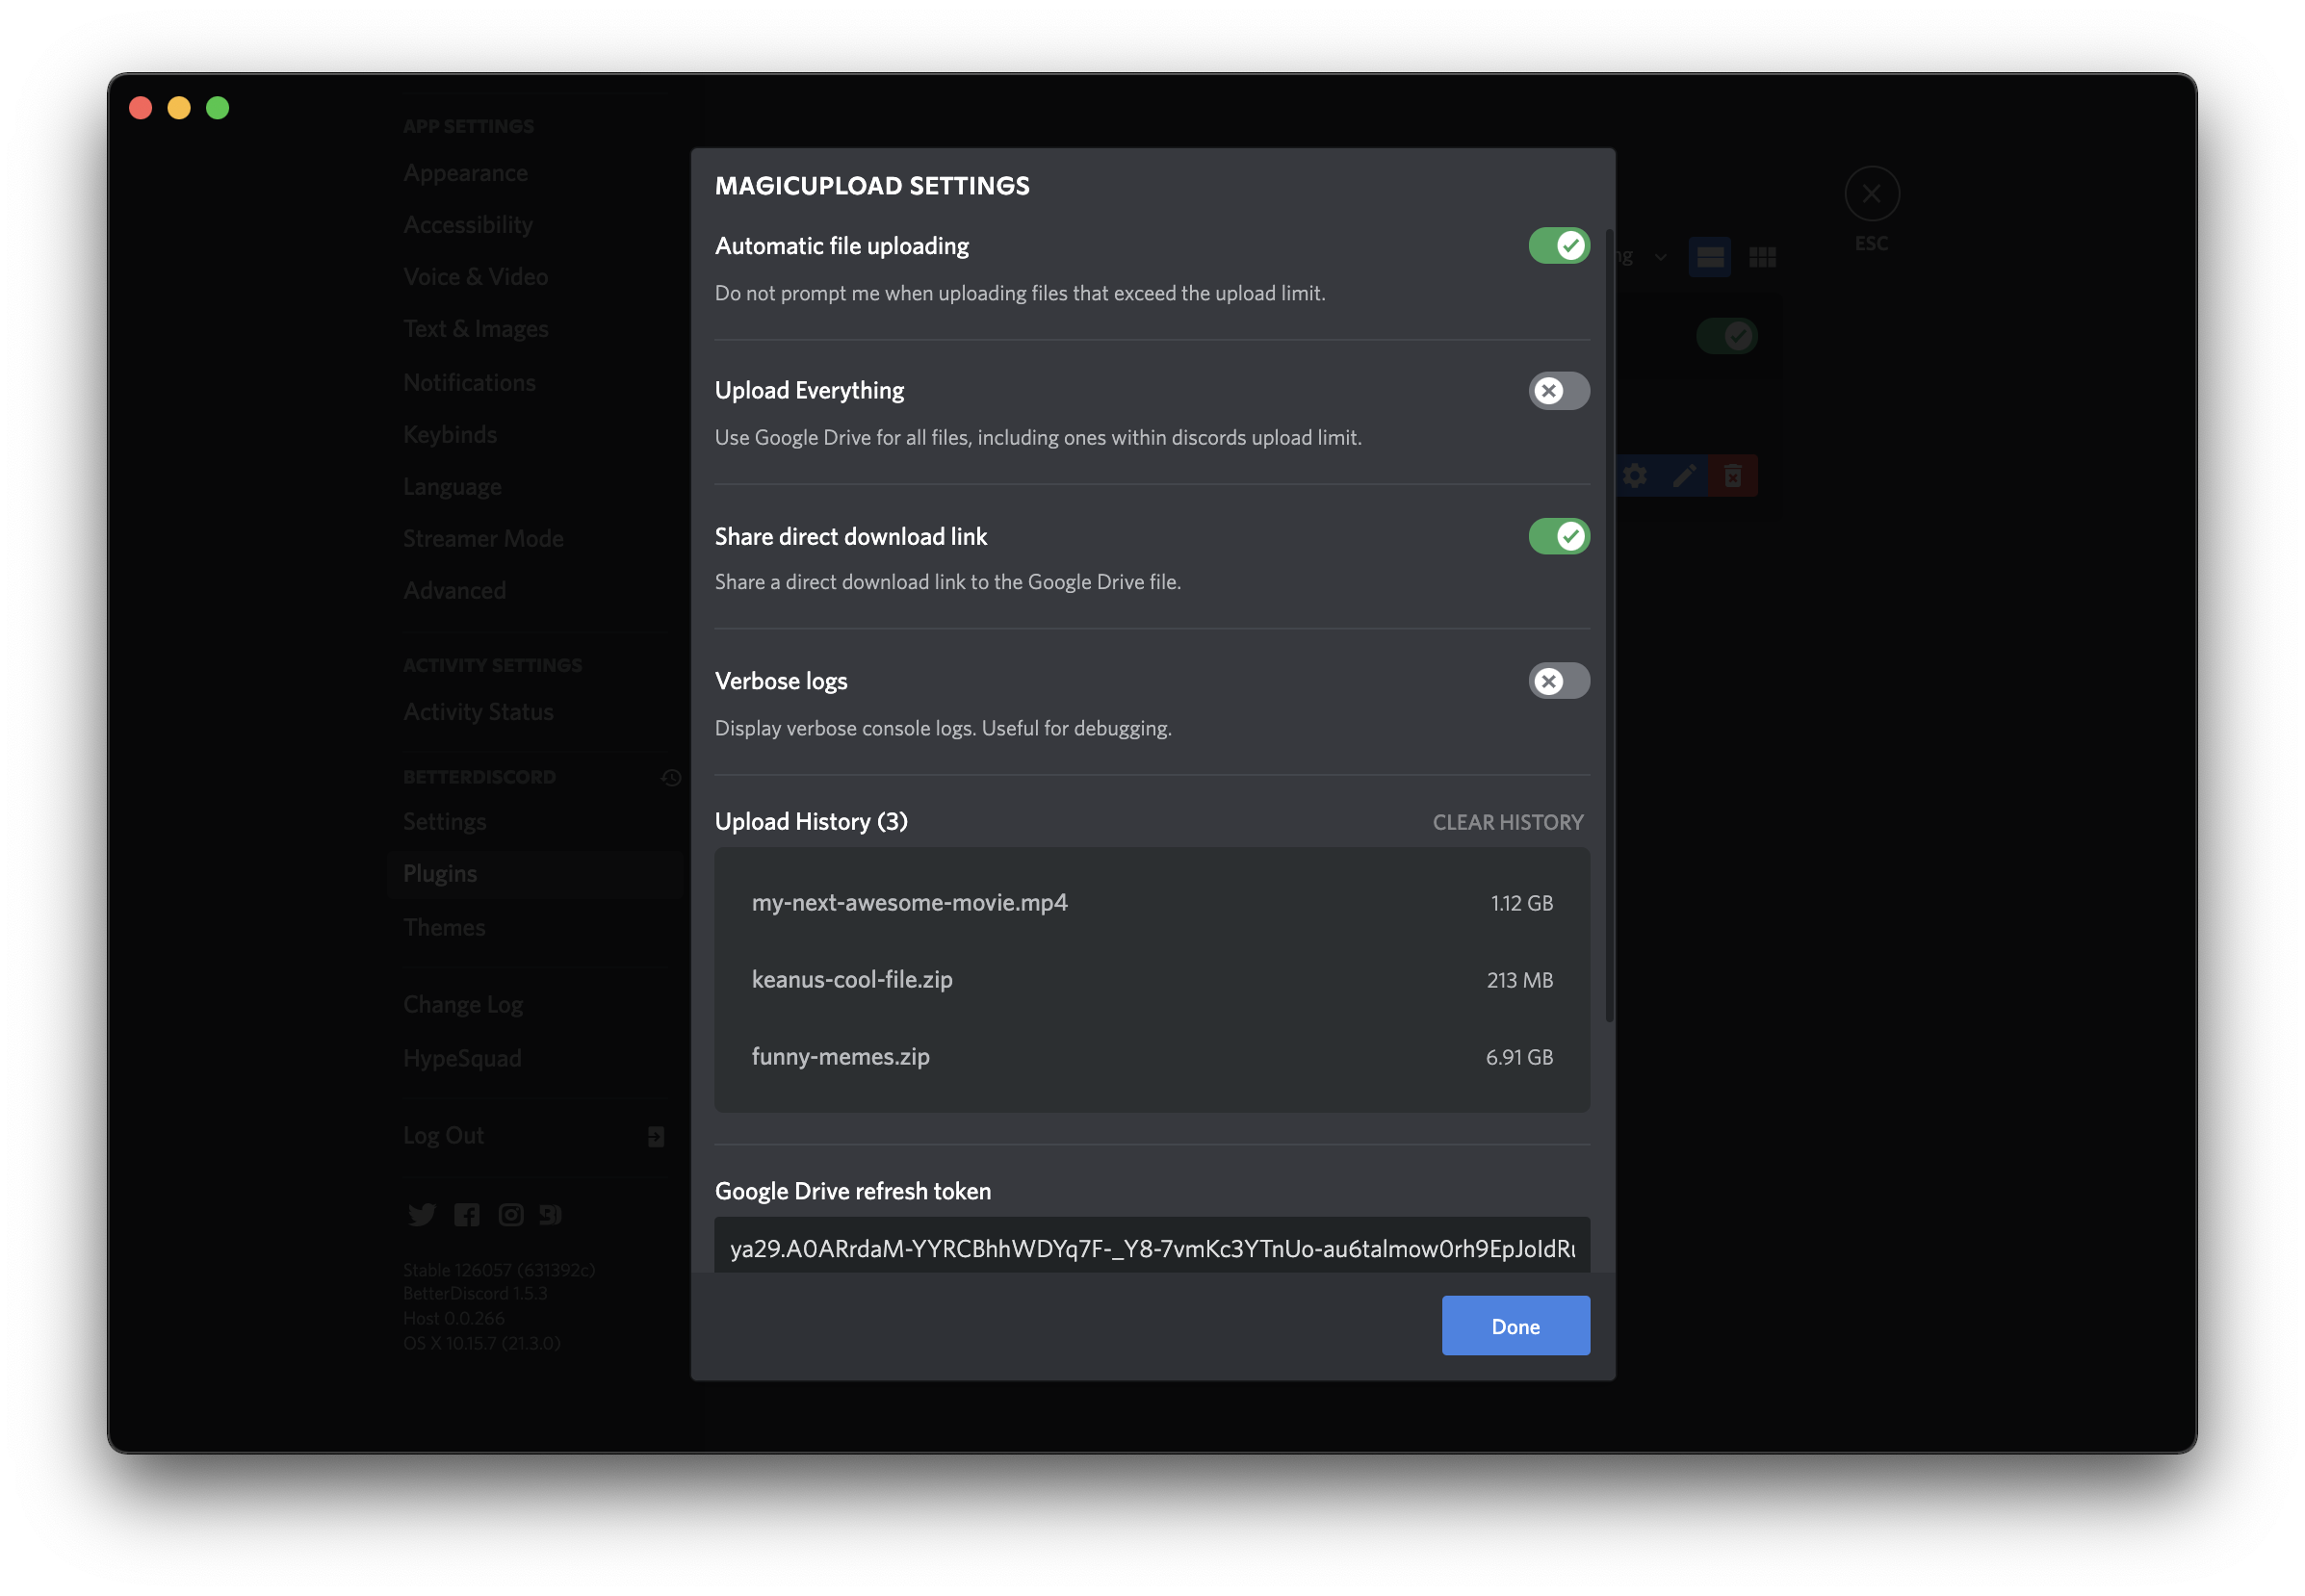 APP SETTINGS
Appearance
Accessibility
Voice & Video
Text & Images
Notifications
Keybinds
Language
Streamer Mode
Advanced
ACTIVITY SETTINGS
Activity Status
BETTERDISCORD
Settings
Plugins
Themes
Change Log
HypeSquad
Log Out
Stable 126057 (631392c)
BetterDiscord 1.5.3
Host 0.0.266
OS X 10.15.7 (21.3.0)
MAGICUPLOAD SETTINGS
Automatic file uploading
Do not prompt me when uploading files that exceed the upload limit.
Upload Everything
Use Google Drive for all files, including ones within discords upload limit.
Share direct download link
Share a direct download link to the Google Drive file.
Verbose logs
Display verbose console logs. Useful for debugging.
Upload History (3) CLEAR HISTORY
my-next-awesome-movie.mp4 1.12 GB
keanus-cool-file.zip 213 MB
funny-memes.zip 6.91 GB
Google Drive refresh token
ya29.A0ARrdaM-YYRCBhhWDYq7F-_Y8-7vmKc3YTnUo-au6talmow0rh9EpJoIdR
Done
ESC